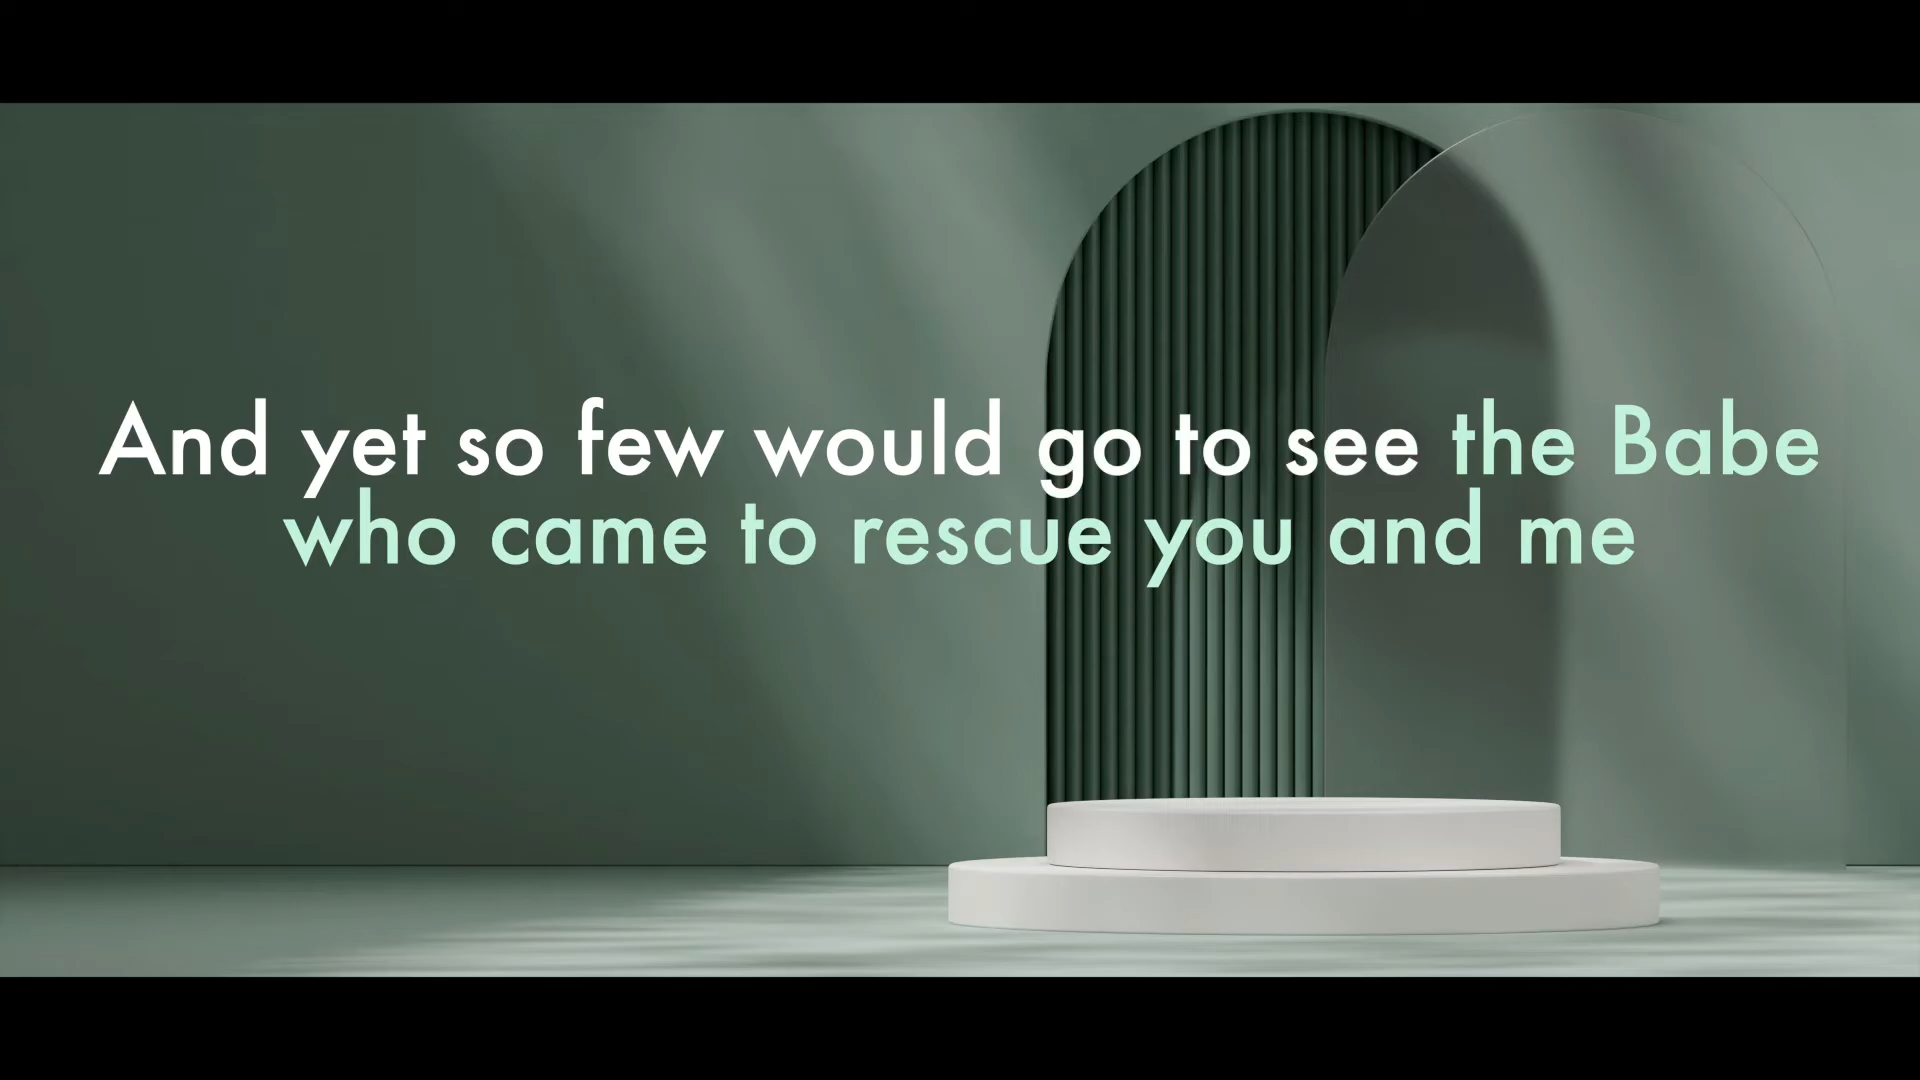 And yet so few would go to see the Babe
who came to rescue you and me